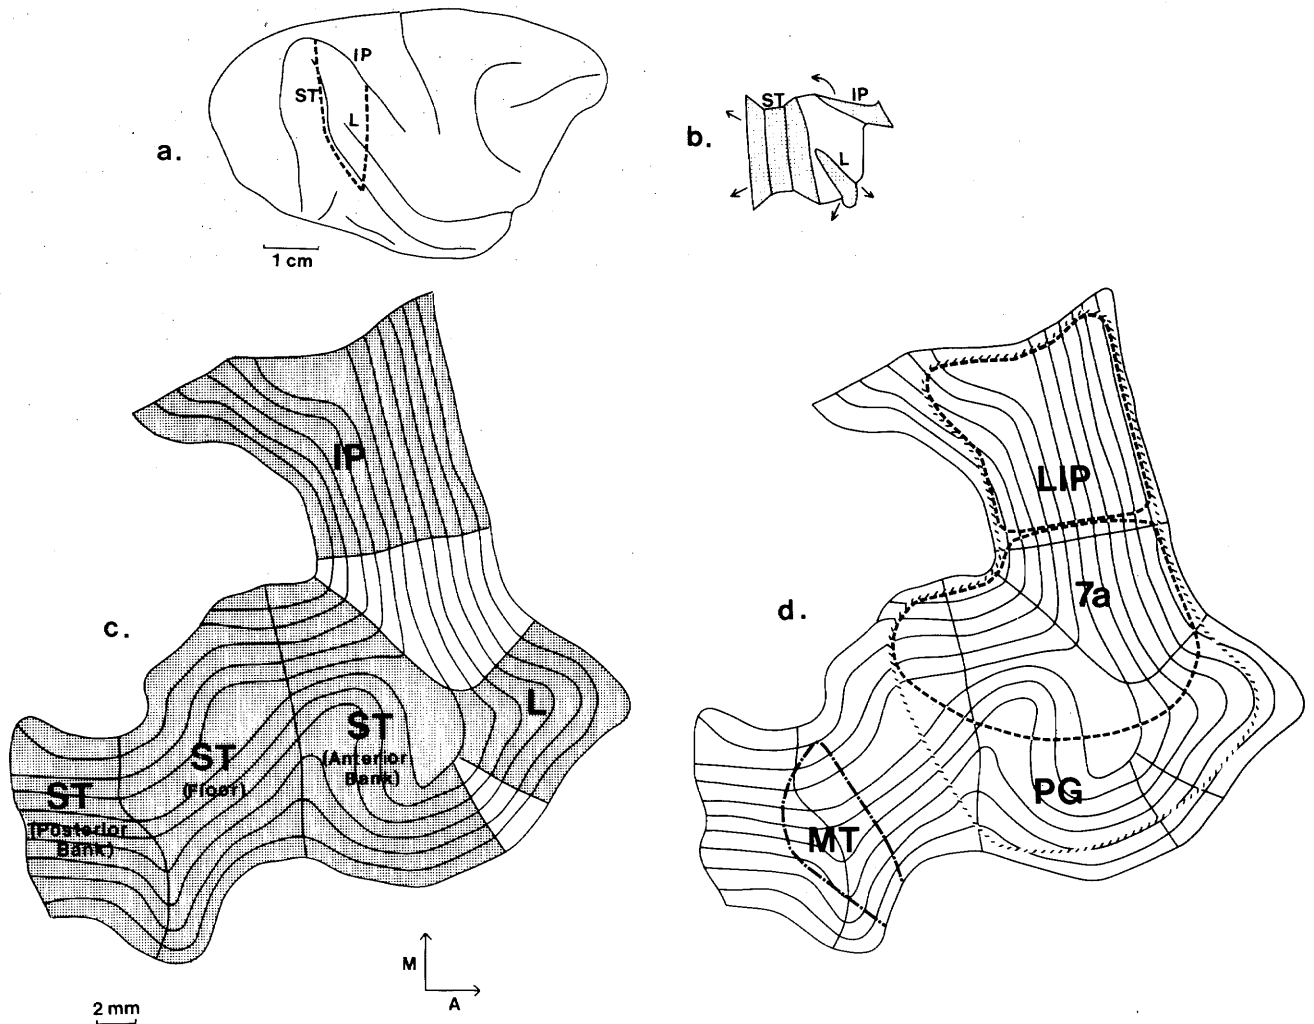 a.
IP
ST
L
1 cm
b.
ST
IP
L
c.
IP
L
ST
(Anterior
Bank)
ST
(Floor)
ST
(Posterior
Bank)
M
A
2 mm
d.
LIP
7a
PG
MT